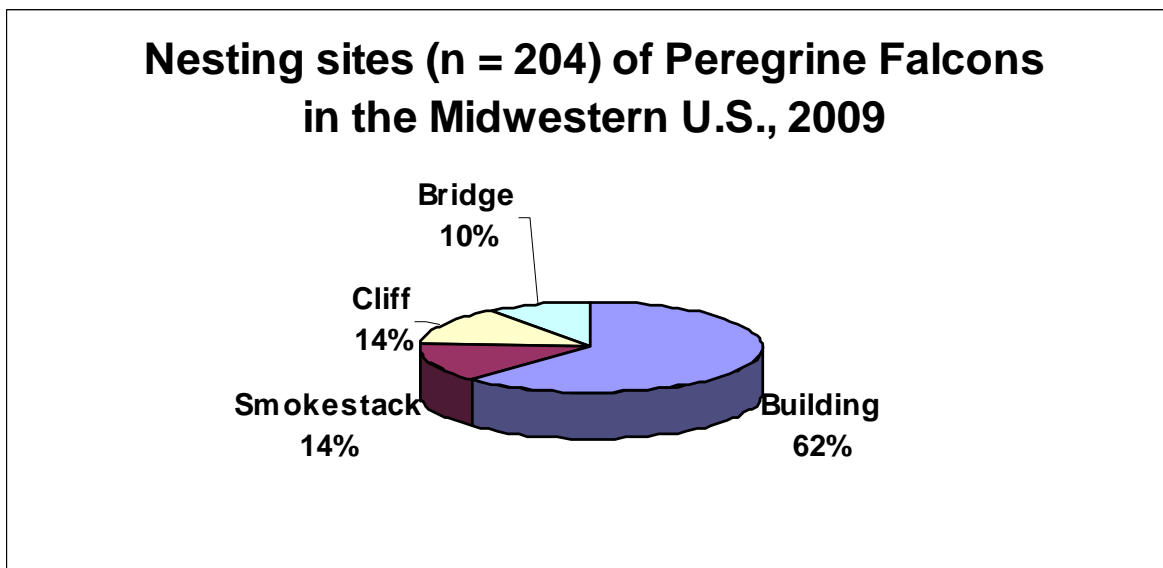 Nesting sites (n = 204) of Peregrine Falcons
in the Midwestern U.S., 2009
Bridge
10%
Cliff
14%
Smokestack
14%
Building
62%